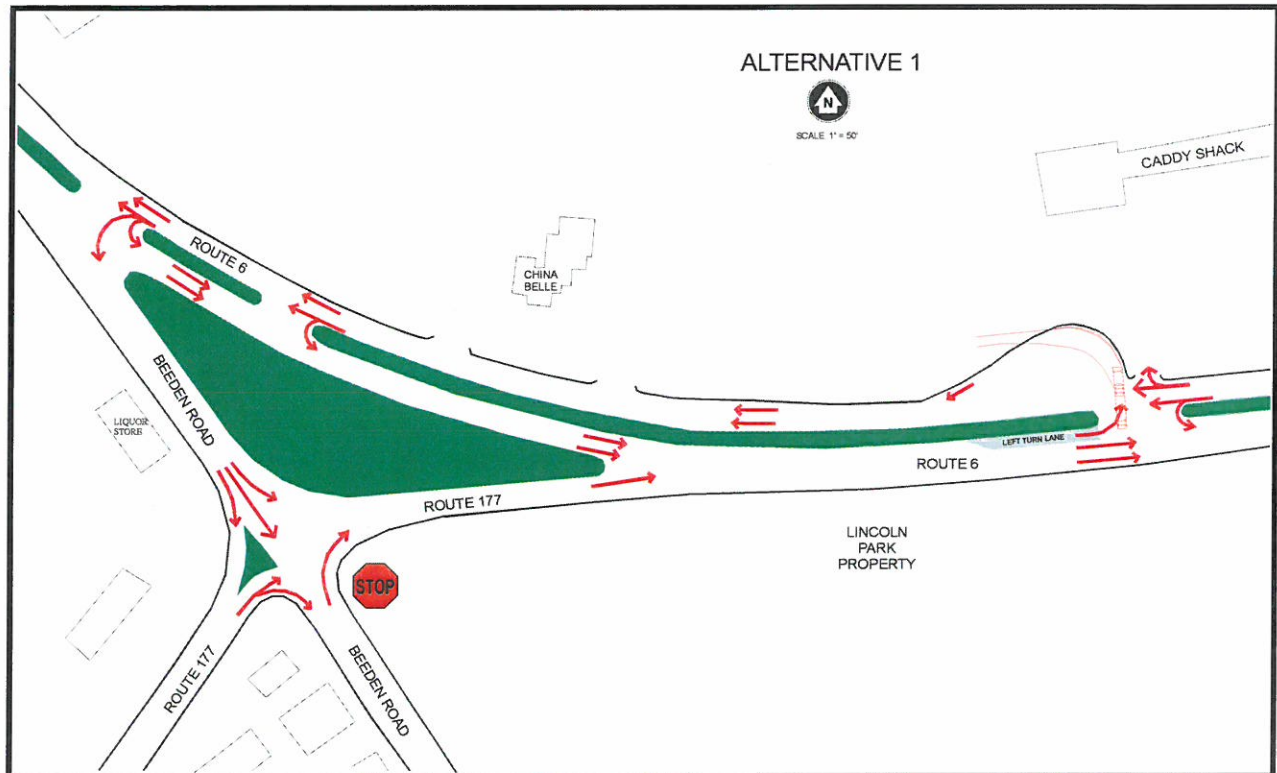 ALTERNATIVE 1
N
SCALE 1" = 50'
CADDY SHACK
ROUTE 6
CHINA
BELLE
BEEDEN ROAD
LIQUOR
STORE
LEFT TURN LANE
ROUTE 6
ROUTE 177
LINCOLN
PARK
PROPERTY
STOP
ROUTE 177
BEEDEN ROAD